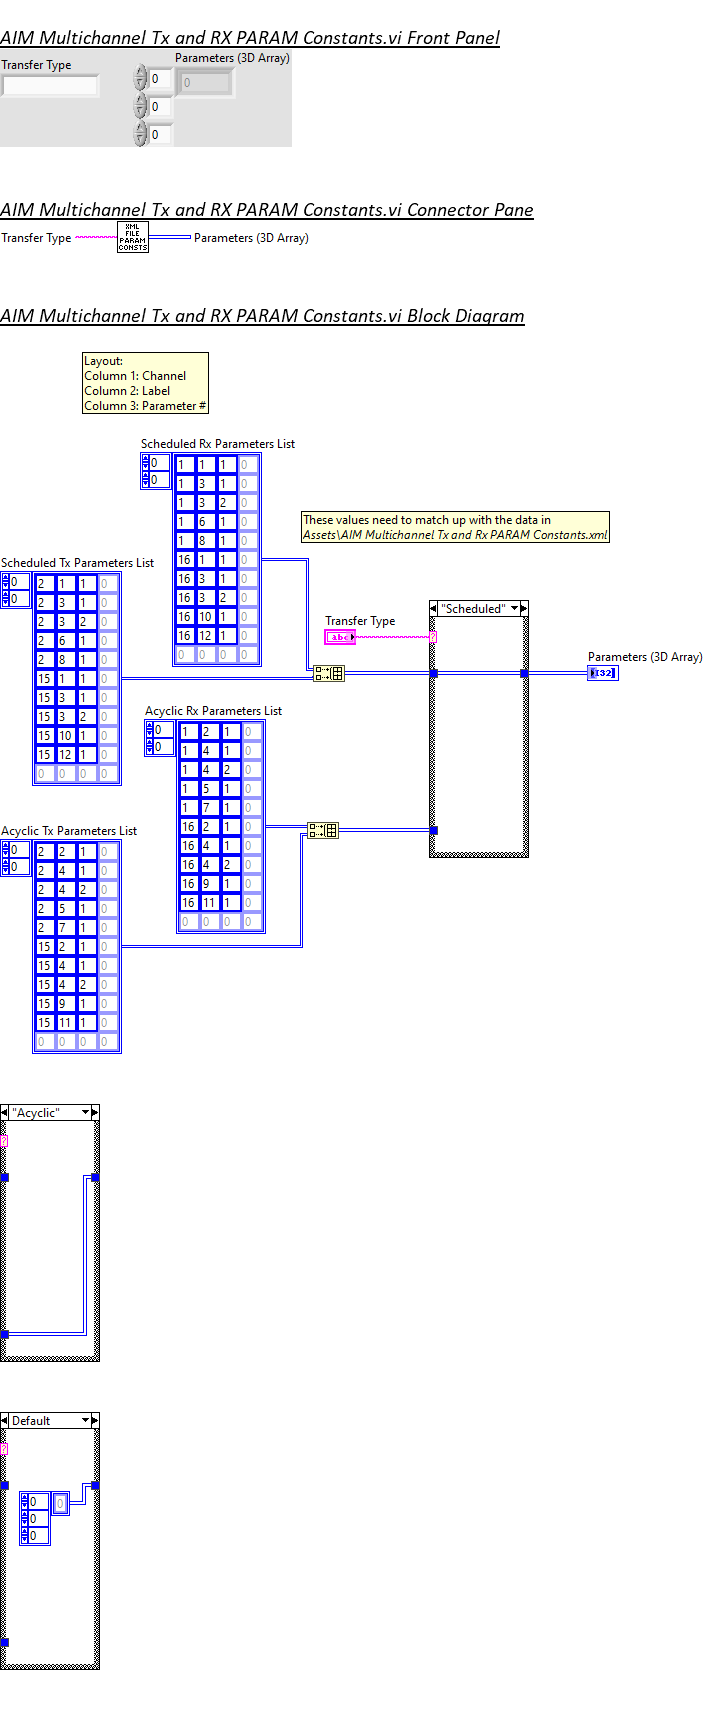 AIM Multichannel Tx and RX PARAM Constants.vi Front Panel
Transfer Type
Parameters (3D Array)
0
0
0
0
AIM Multichannel Tx and RX PARAM Constants.vi Connector Pane
Transfer Type
XML
FILE
PARAM
CONSTS
Parameters (3D Array)
AIM Multichannel Tx and RX PARAM Constants.vi Block Diagram
Layout:
Column 1: Channel
Column 2: Label
Column 3: Parameter #
Scheduled Rx Parameters List
0
0
1 1 1 0
1 3 1 0
1 3 2 0
1 6 1 0
1 8 1 0
16 1 1 0
16 3 1 0
16 3 2 0
16 10 1 0
16 12 1 0
0 0 0 0
These values need to match up with the data in
Assets\AIM Multichannel Tx and Rx PARAM Constants.xml
Scheduled Tx Parameters List
0
0
2 1 1 0
2 3 1 0
2 3 2 0
2 6 1 0
2 8 1 0
15 1 1 0
15 3 1 0
15 3 2 0
15 10 1 0
15 12 1 0
0 0 0 0
Transfer Type
abc
"Scheduled"
?
Parameters (3D Array)
I32
Acyclic Rx Parameters List
0
0
1 2 1 0
1 4 1 0
1 4 2 0
1 5 1 0
1 7 1 0
16 2 1 0
16 4 1 0
16 4 2 0
16 9 1 0
16 11 1 0
0 0 0 0
Acyclic Tx Parameters List
0
0
2 2 1 0
2 4 1 0
2 4 2 0
2 5 1 0
2 7 1 0
15 2 1 0
15 4 1 0
15 4 2 0
15 9 1 0
15 11 1 0
0 0 0 0
"Acyclic"
?
Default
?
0
0
0
0